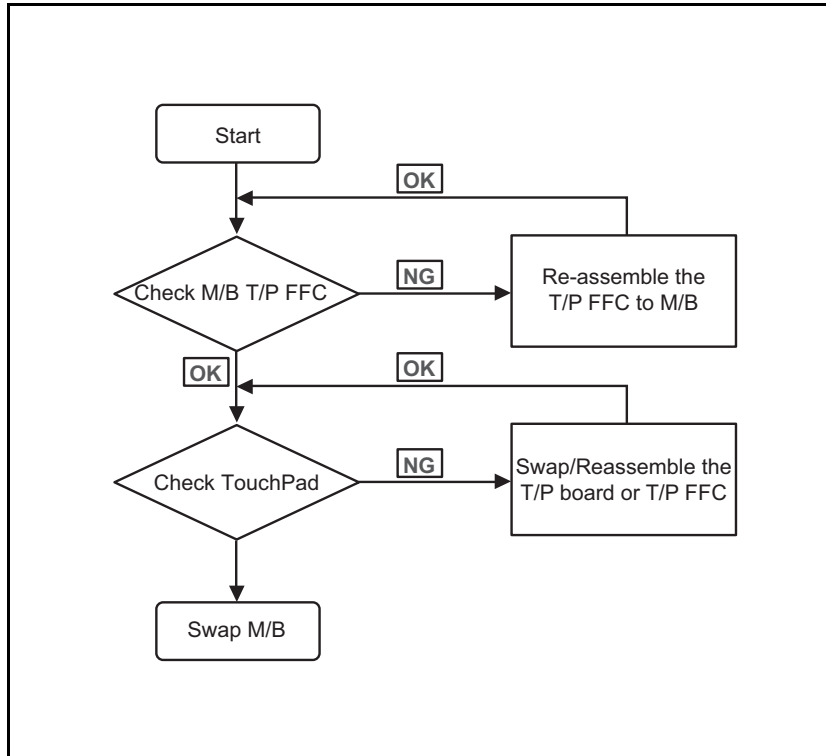 Start
OK
Check M/B T/P FFC
NG
Re-assemble the
T/P FFC to M/B
OK
OK
Check TouchPad
NG
Swap/Reassemble the
T/P board or T/P FFC
Swap M/B